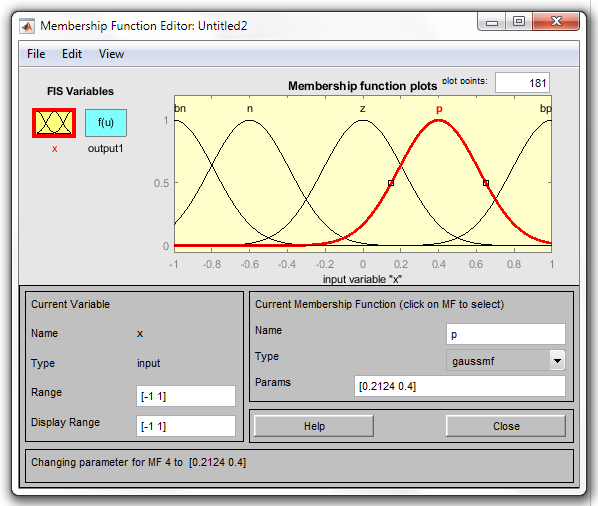 Membership Function Editor: Untitled2
File Edit View
FIS Variables
Membership function plots plot points: 181
f(u)
x output1
bn n z p bp
1
0.5
0
-1 -0.8 -0.6 -0.4 -0.2 0 0.2 0.4 0.6 0.8 1
input variable "x"
Current Variable
Name x
Type input
Range [-1 1]
Display Range [-1 1]
Current Membership Function (click on MF to select)
Name p
Type gaussmf
Params [0.2124 0.4]
Help Close
Changing parameter for MF 4 to [0.2124 0.4]